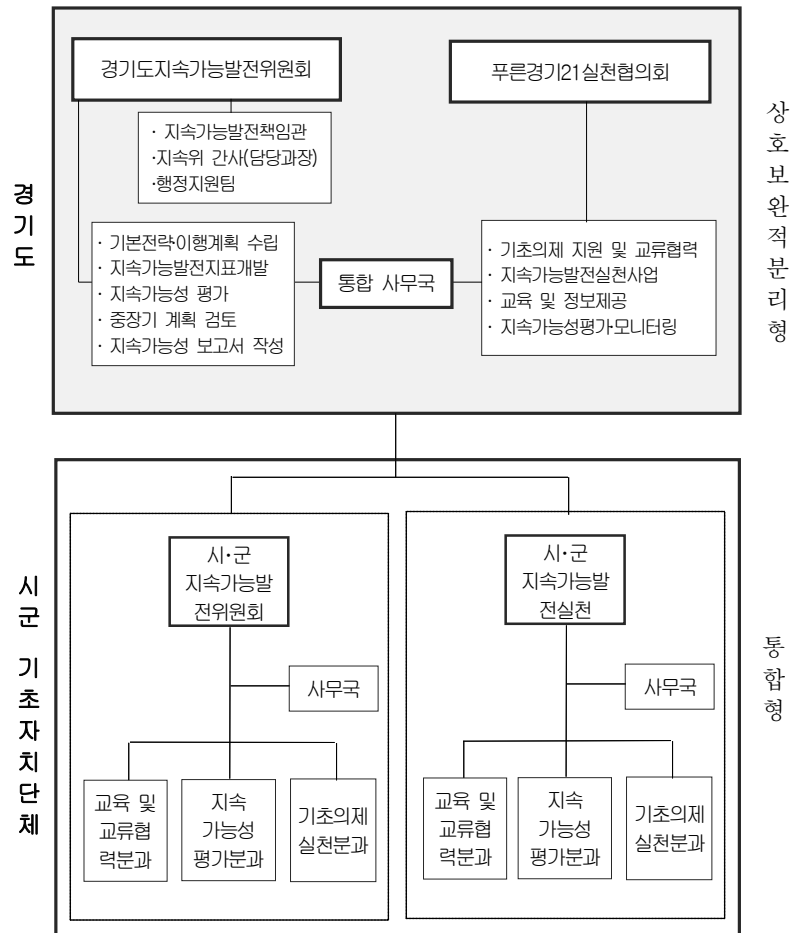 경기도지속가능발전위원회
푸른경기21실천협의회
· 지속가능발전책임관
·지속위 간사(담당과장)
·행정지원팀
경기도
상호보완적분리형
· 기본전략·이행계획 수립
· 지속가능발전지표개발
· 지속가능성 평가
· 중장기 계획 검토
· 지속가능성 보고서 작성
통합 사무국
· 기초의제 지원 및 교류협력
· 지속가능발전실천사업
· 교육 및 정보제공
· 지속가능성평가·모니터링
시군 기초자치단체
통합형
시·군
지속가능발
전위원회
사무국
교육 및
교류협
력분과
지속
가능성
평가분과
기초의제
실천분과
시·군
지속가능발
전실천
사무국
교육 및
교류협
력분과
지속
가능성
평가분과
기초의제
실천분과